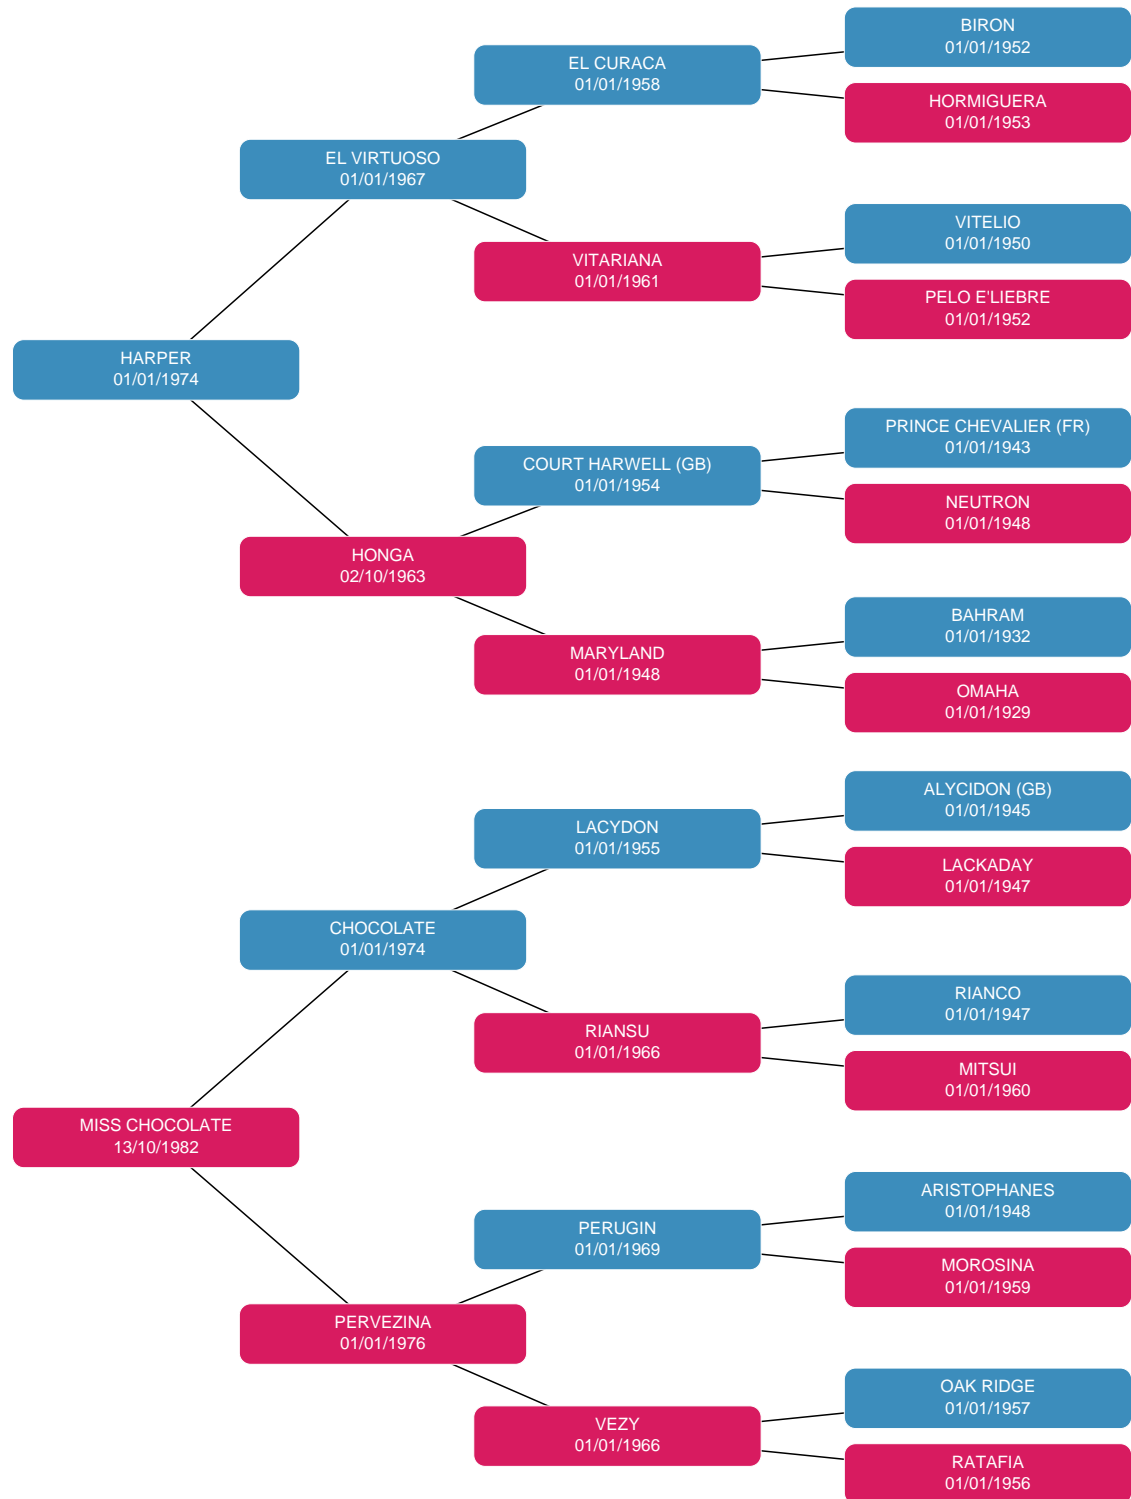 BIRON
01/01/1952
EL CURACA
01/01/1958
HORMIGUERA
01/01/1953
EL VIRTUOSO
01/01/1967
VITELIO
01/01/1950
VITARIANA
01/01/1961
PELO E'LIEBRE
01/01/1952
HARPER
01/01/1974
PRINCE CHEVALIER (FR)
01/01/1943
COURT HARWELL (GB)
01/01/1954
NEUTRON
01/01/1948
HONGA
02/10/1963
BAHRAM
01/01/1932
MARYLAND
01/01/1948
OMAHA
01/01/1929
ALYCIDON (GB)
01/01/1945
LACYDON
01/01/1955
LACKADAY
01/01/1947
CHOCOLATE
01/01/1974
RIANCO
01/01/1947
RIANSU
01/01/1966
MITSUI
01/01/1960
MISS CHOCOLATE
13/10/1982
ARISTOPHANES
01/01/1948
PERUGIN
01/01/1969
MOROSINA
01/01/1959
PERVEZINA
01/01/1976
OAK RIDGE
01/01/1957
VEZY
01/01/1966
RATAFIA
01/01/1956